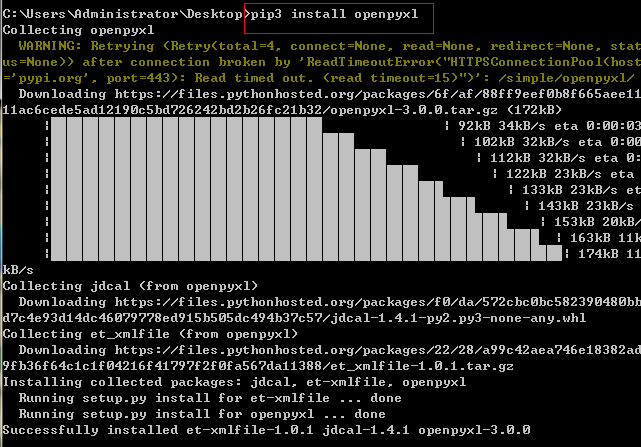 C:\Users\Administrator\Desktop>pip3 install openpyxl
Collecting openpyxl
  WARNING: Retrying (Retry(total=4, connect=None, read=None, redirect=None, stat
us=None)) after connection broken by 'ReadTimeoutError("HTTPSConnectionPool(host
='pypi.org', port=443): Read timed out. (read timeout=15)")': /simple/openpyxl/
  Downloading https://files.pythonhosted.org/packages/6f/af/88ff9eef0b8f665aee11
11ac6cede5ad12190c5bd726242bd2b26fc21b32/openpyxl-3.0.0.tar.gz (172kB)
| | 92kB 34kB/s eta 0:00:03
| | 102kB 32kB/s eta 0:00
| | 112kB 32kB/s eta 0:
| | 122kB 23kB/s eta
| | 133kB 23kB/s et
| | 143kB 23kB/s
| | 153kB 20kB/
| | 163kB 11k
| | 174kB 11
kB/s
Collecting jdcal (from openpyxl)
  Downloading https://files.pythonhosted.org/packages/f0/da/572cbc0bc582390480bb
d7c4e93d14dc46079778ed915b505dc494b37c57/jdcal-1.4.1-py2.py3-none-any.whl
Collecting et_xmlfile (from openpyxl)
  Downloading https://files.pythonhosted.org/packages/22/28/a99c42aea746e18382ad
9fb36f64c1c1f04216f41797f2f0fa567da11388/et_xmlfile-1.0.1.tar.gz
Installing collected packages: jdcal, et-xmlfile, openpyxl
  Running setup.py install for et-xmlfile ... done
  Running setup.py install for openpyxl ... done
Successfully installed et-xmlfile-1.0.1 jdcal-1.4.1 openpyxl-3.0.0